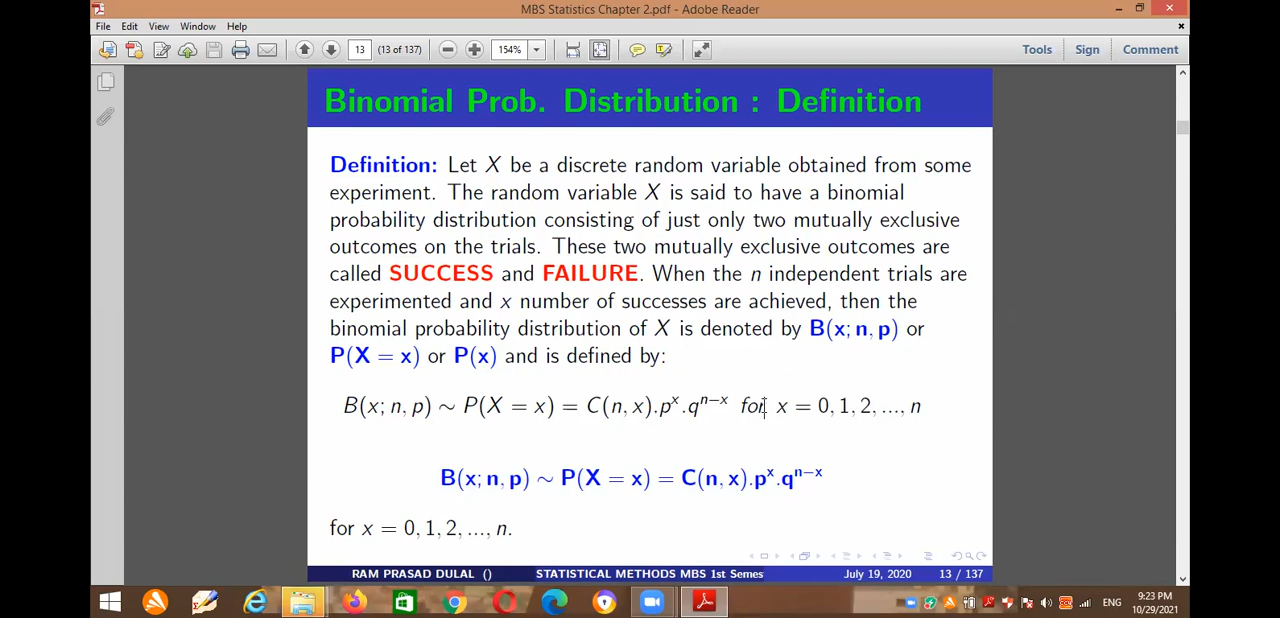 MBS Statistics Chapter 2.pdf - Adobe Reader
File Edit View Window Help
13 (13 of 137) 154% Tools Sign Comment
Binomial Prob. Distribution : Definition
Definition: Let X be a discrete random variable obtained from some
experiment. The random variable X is said to have a binomial
probability distribution consisting of just only two mutually exclusive
outcomes on the trials. These two mutually exclusive outcomes are
called SUCCESS and FAILURE. When the n independent trials are
experimented and x number of successes are achieved, then the
binomial probability distribution of X is denoted by B(x; n, p) or
P(X = x) or P(x) and is defined by:
B(x; n, p) ∼ P(X = x) = C(n, x).pˣ.qⁿ⁻ˣ for x = 0, 1, 2, ..., n
B(x; n, p) ∼ P(X = x) = C(n, x).pˣ.qⁿ⁻ˣ
for x = 0, 1, 2, ..., n.
RAM PRASAD DULAL () STATISTICAL METHODS MBS 1st Semes July 19, 2020 13 / 137
ENG 9:23 PM
10/29/2021